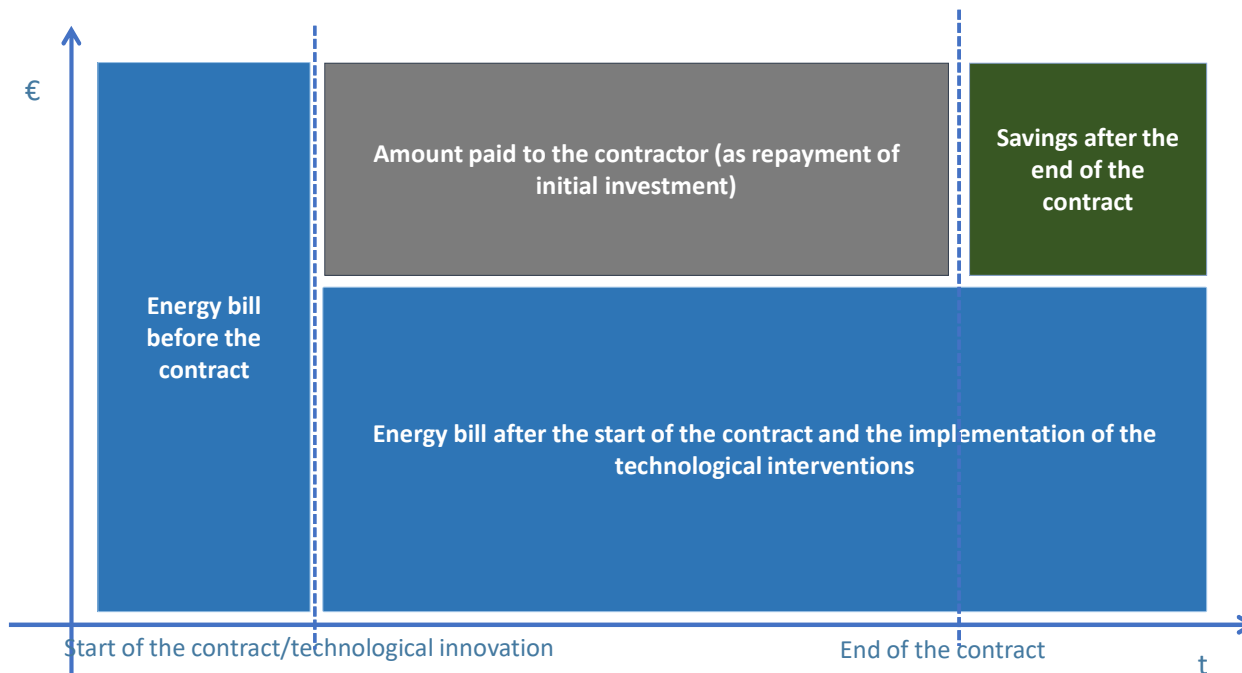 €
Energy bill
before the
contract
Amount paid to the contractor (as repayment of
initial investment)
Savings after the
end of the
contract
Energy bill after the start of the contract and the implementation of the
technological interventions
Start of the contract/technological innovation
End of the contract
t